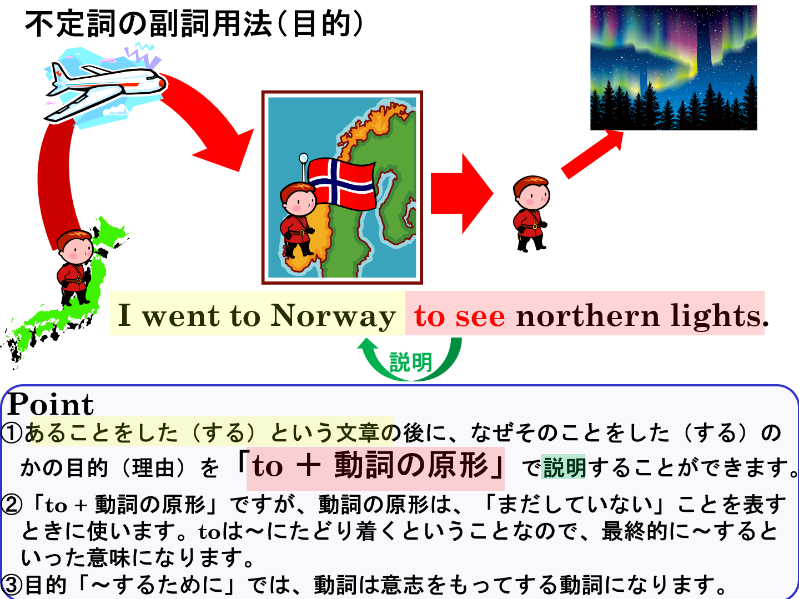 不定詞の副詞用法（目的）
I went to Norway to see northern lights.
説明
Point
①あることをした（する）という文章の後に、なぜそのことをした（する）の
かの目的（理由）を「to ＋ 動詞の原形」で説明することができます。
②「to + 動詞の原形」ですが、動詞の原形は、「まだしていない」ことを表す
ときに使います。toは～にたどり着くということなので、最終的に～すると
いった意味になります。
③目的「～するために」では、動詞は意志をもってする動詞になります。